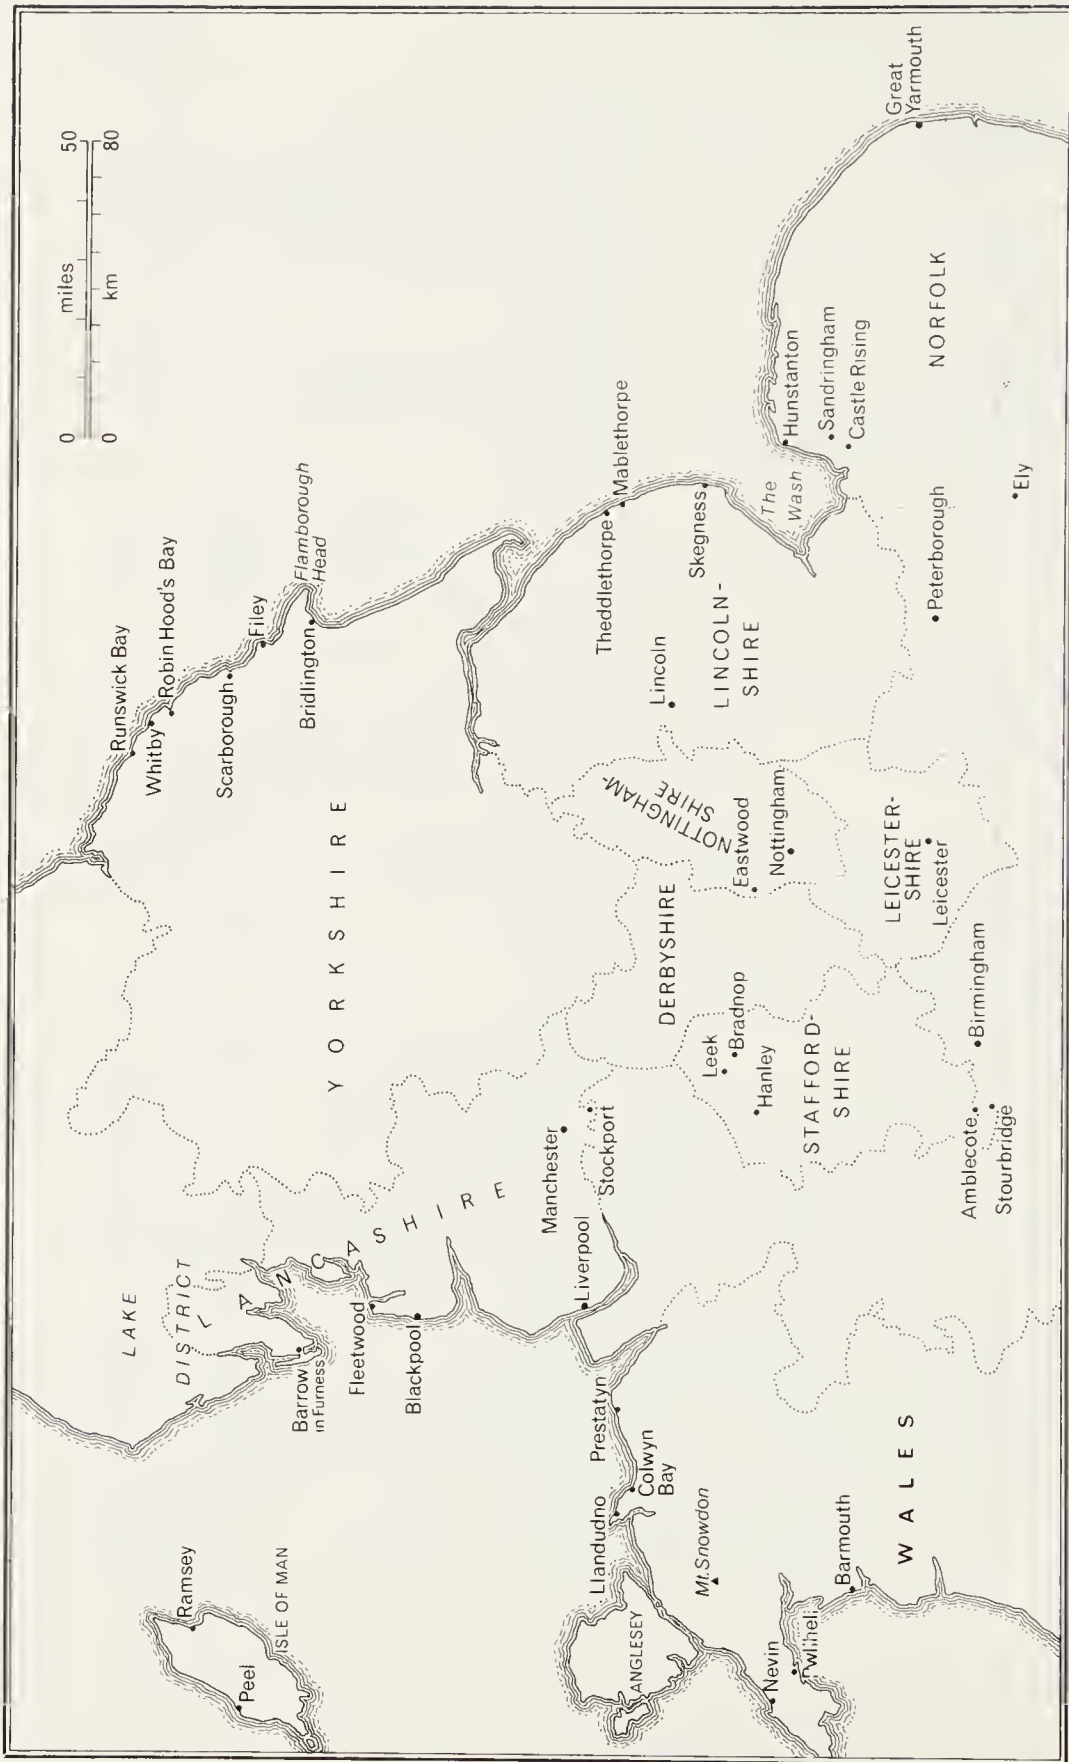 0 miles 50
0 km 80
Ramsey
Peel
ISLE OF MAN
LAKE
DISTRICT
LANCASHIRE
Barrow
in Furness
Fleetwood
Blackpool
YORKSHIRE
Runswick Bay
Whitby
Robin Hood's Bay
Scarborough
Filey
Flamborough
Head
Bridlington
Manchester
Stockport
Liverpool
Prestatyn
Llandudno
Colwyn
Bay
ANGLESEY
Mt. Snowdon
Nevin
Barmouth
WALES
DERBYSHIRE
Leek
Bradnop
Hanley
STAFFORD-
SHIRE
Amblecote
Stourbridge
Birmingham
NOTTINGHAM-
SHIRE
Eastwood
Nottingham
LEICESTER-
SHIRE
Leicester
Lincoln
LINCOLN-
SHIRE
Theddlethorpe
Mablethorpe
Skegness
The
Wash
Hunstanton
Sandringham
Castle Rising
NORFOLK
Great
Yarmouth
Peterborough
Ely